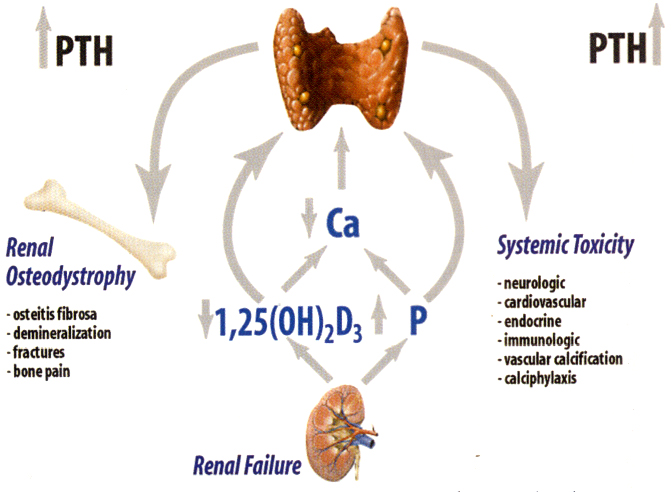 PTH
PTH
Ca
Renal
Osteodystrophy
- osteitis fibrosa
- demineralization
- fractures
- bone pain
Systemic Toxicity
- neurologic
- cardiovascular
- endocrine
- immunologic
- vascular calcification
- calciphylaxis
1,25(OH)₂D₃
P
Renal Failure